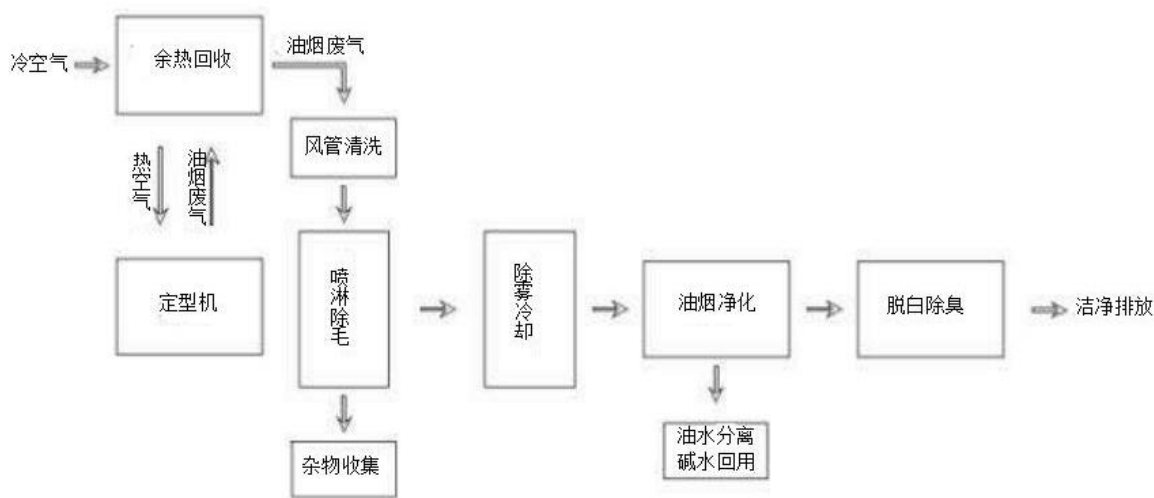 冷空气
余热回收
油烟废气
风管清洗
热空气
油烟废气
定型机
喷淋除毛
除雾冷却
油烟净化
脱白除臭
洁净排放
杂物收集
油水分离
碱水回用